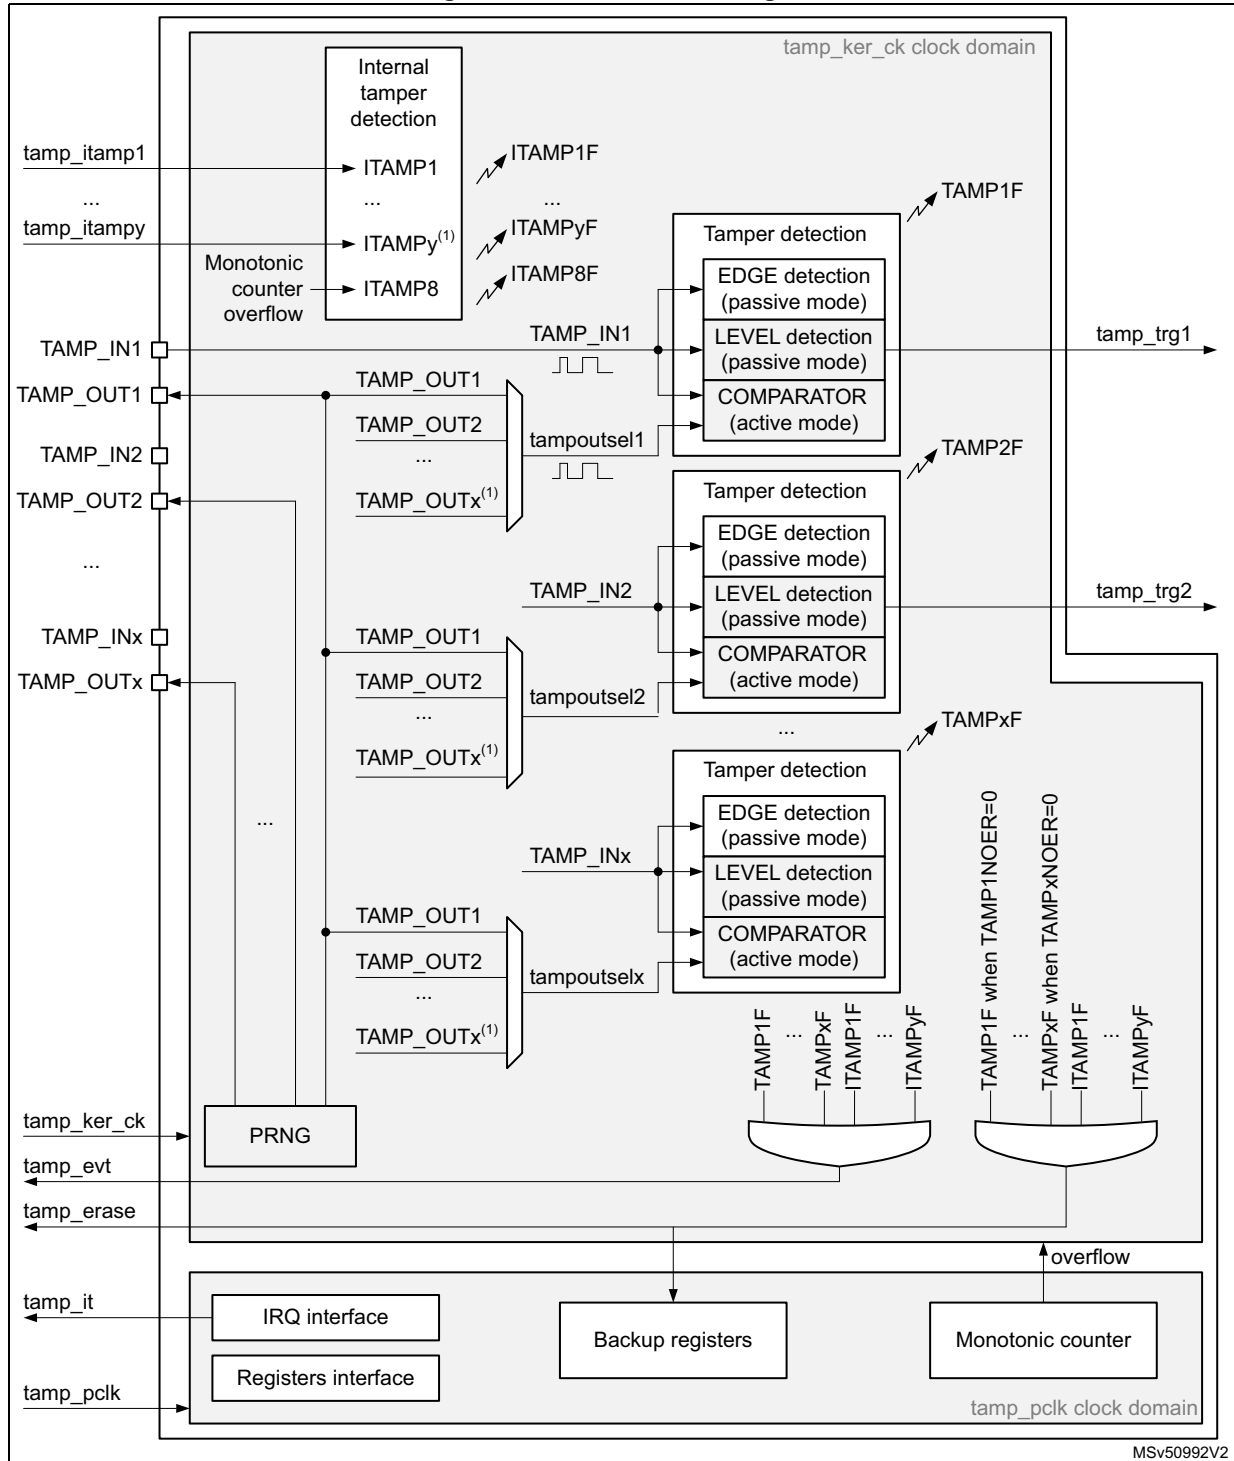 tamp_ker_ck clock domain
Internal
tamper
detection
tamp_itamp1
ITAMP1
ITAMP1F
...
...
...
TAMP1F
tamp_itampy
ITAMPy(1)
ITAMPyF
Tamper detection
Monotonic
counter
overflow
ITAMP8
ITAMP8F
EDGE detection
(passive mode)
TAMP_IN1
TAMP_IN1
LEVEL detection
(passive mode)
tamp_trg1
TAMP_OUT1
TAMP_OUT1
COMPARATOR
(active mode)
TAMP_OUT2
tampoutsel1
TAMP_IN2
...
TAMP2F
TAMP_OUT2
TAMP_OUTx(1)
Tamper detection
EDGE detection
(passive mode)
...
TAMP_IN2
LEVEL detection
(passive mode)
tamp_trg2
TAMP_INx
TAMP_OUT1
COMPARATOR
(active mode)
TAMP_OUTx
TAMP_OUT2
tampoutsel2
...
TAMPxF
...
TAMP_OUTx(1)
Tamper detection
...
EDGE detection
(passive mode)
TAMP_INx
LEVEL detection
(passive mode)
TAMP_OUT1
COMPARATOR
(active mode)
TAMP_OUT2
tampoutselx
...
TAMP_OUTx(1)
TAMP1F
...
TAMPxF
ITAMP1F
...
ITAMPyF
TAMP1F when TAMP1NOER=0
...
TAMPxF when TAMPxNOER=0
ITAMP1F
...
ITAMPyF
tamp_ker_ck
PRNG
tamp_evt
tamp_erase
overflow
tamp_it
IRQ interface
Backup registers
Monotonic counter
Registers interface
tamp_pclk
tamp_pclk clock domain
MSv50992V2